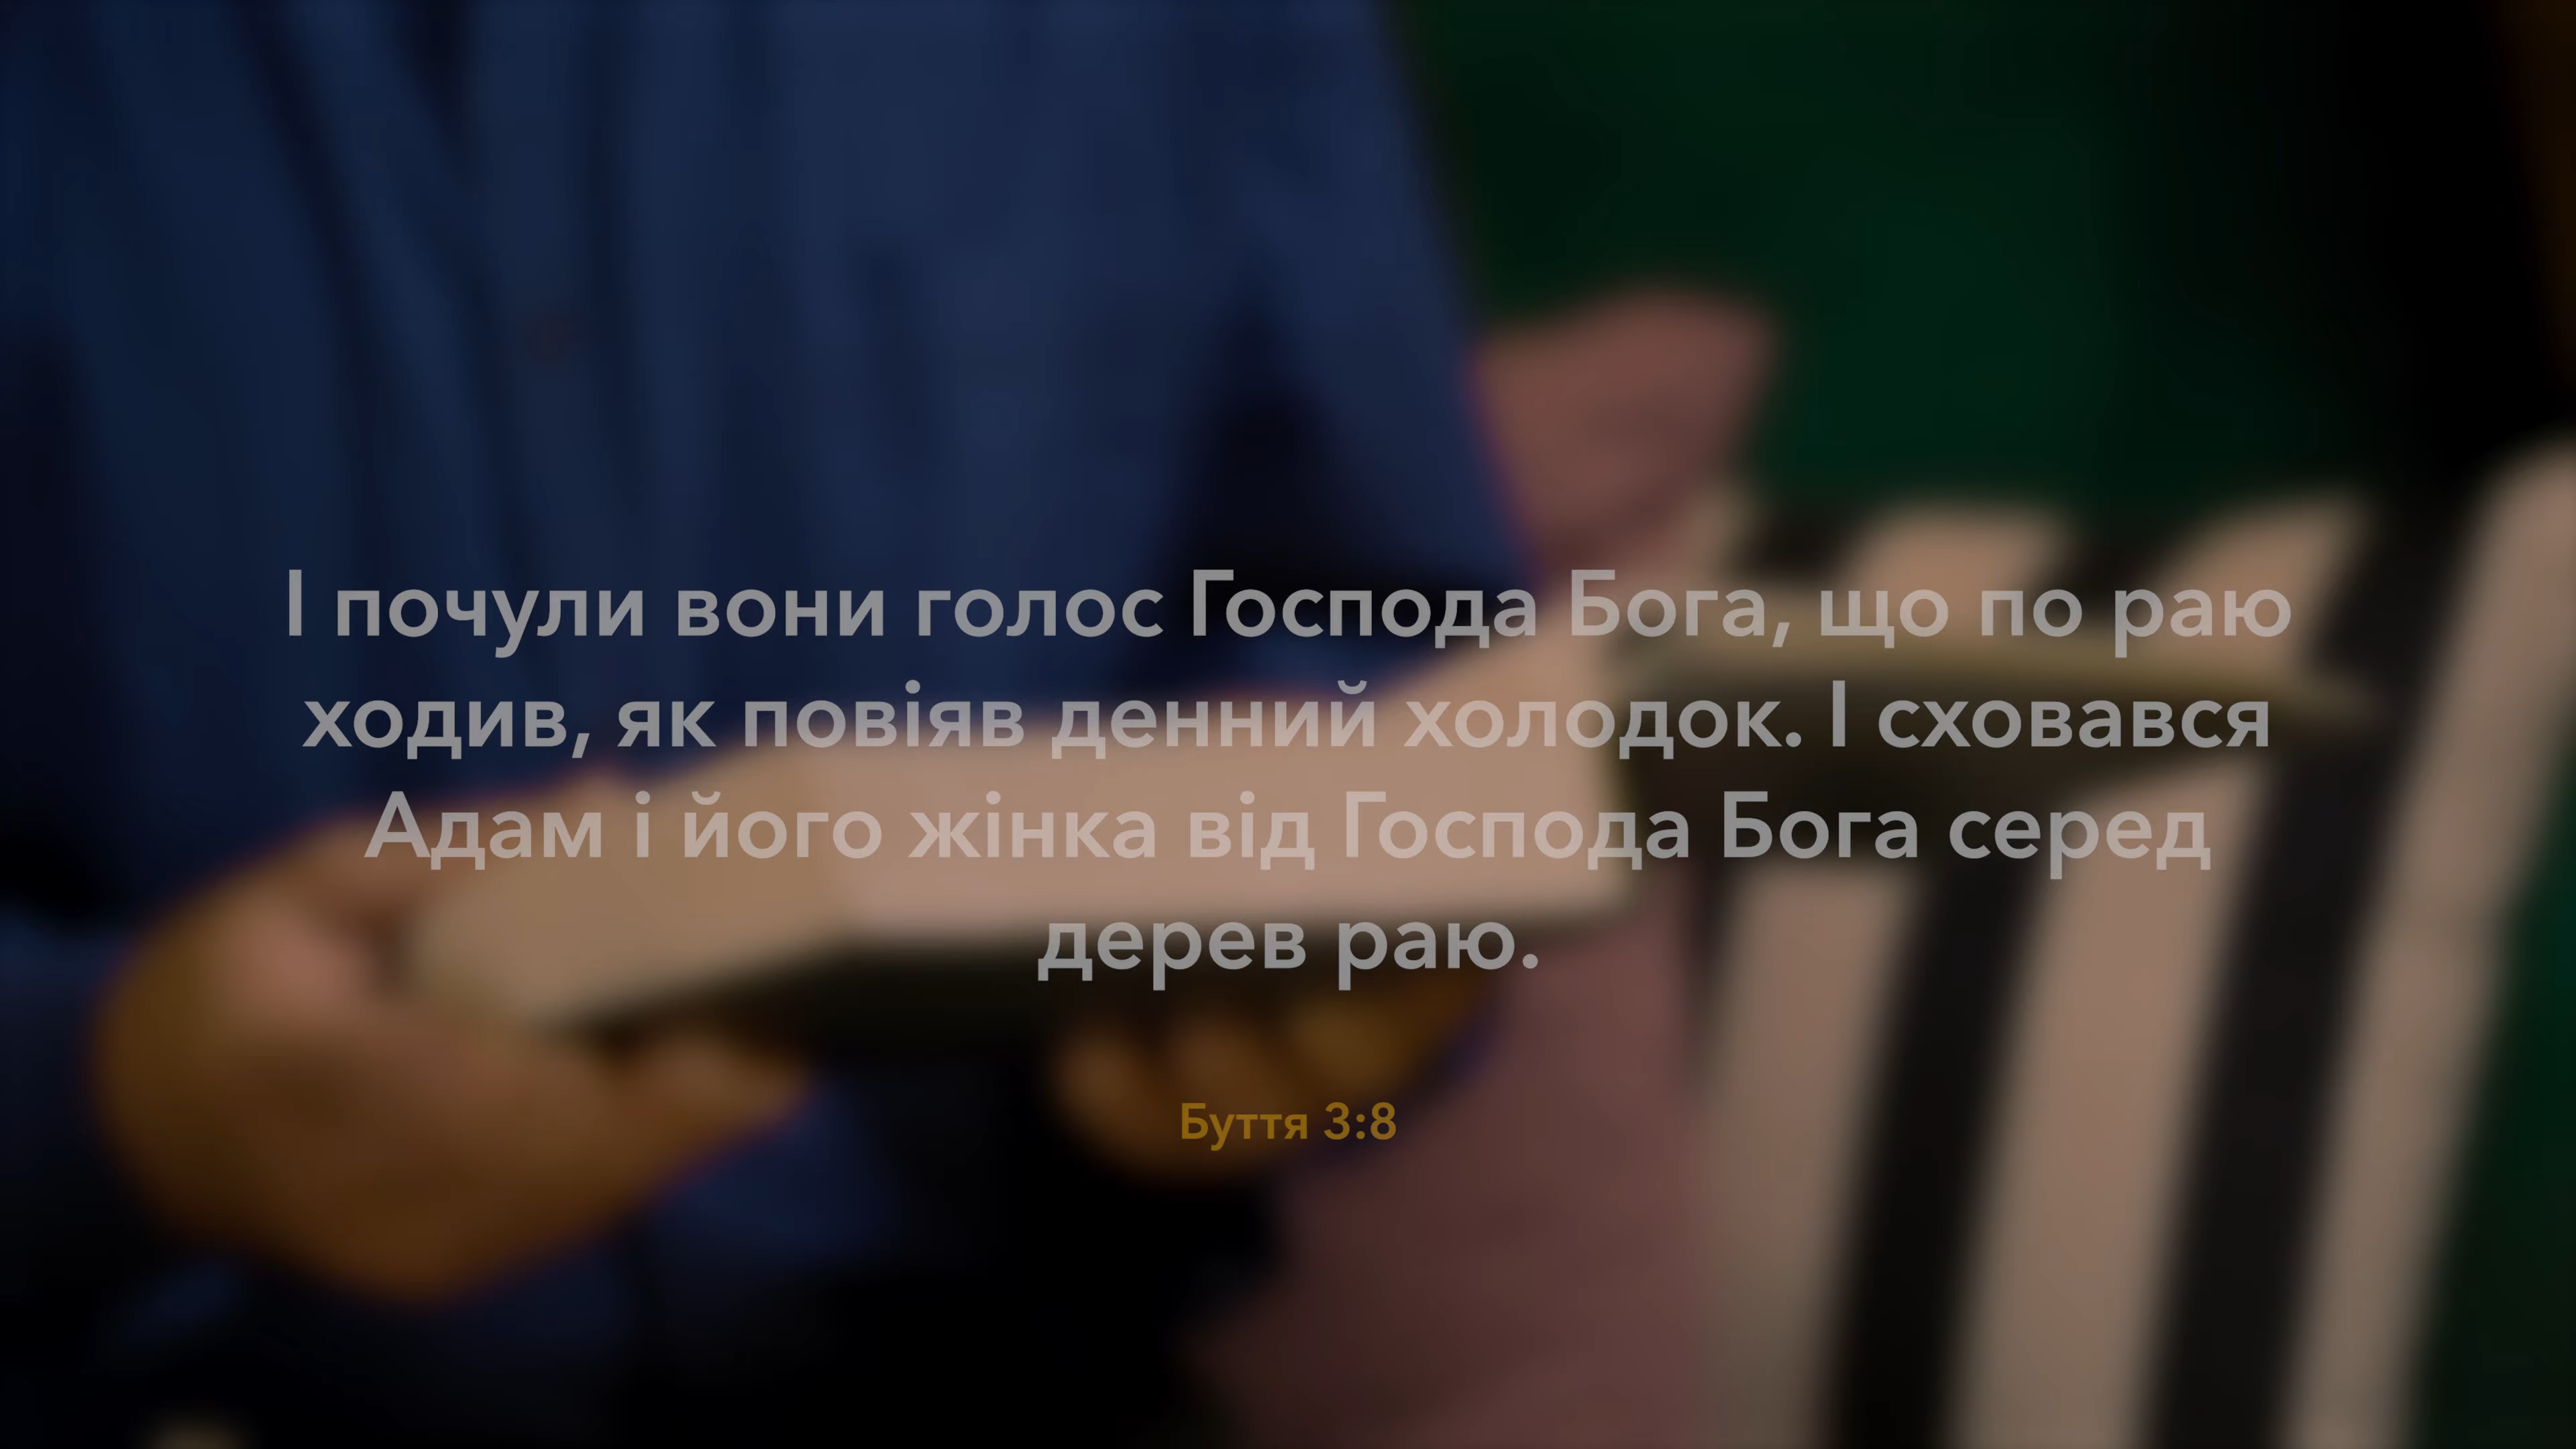 І почули вони голос Господа Бога, що по раю
ходив, як повіяв денний холодок. І сховався
Адам і його жінка від Господа Бога серед
дерев раю.
Буття 3:8